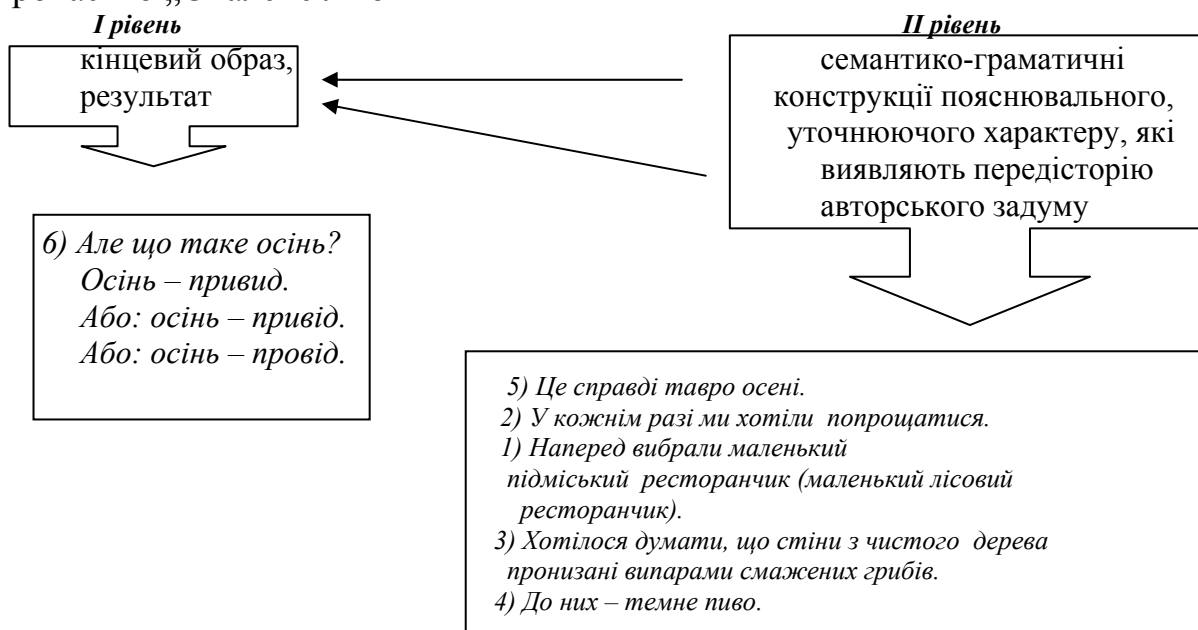 І рівень
кінцевий образ,
результат
6) Але що таке осінь?
Осінь – привид.
Або: осінь – привід.
Або: осінь – провід.
ІІ рівень
семантико-граматичні
конструкції пояснювального,
уточнюючого характеру, які
виявляють передісторію
авторського задуму
5) Це справді тавро осені.
2) У кожнім разі ми хотіли попрощатися.
1) Наперед вибрали маленький
підміський ресторанчик (маленький лісовий
ресторанчик).
3) Хотілося думати, що стіни з чистого дерева
пронизані випарами смажених грибів.
4) До них – темне пиво.